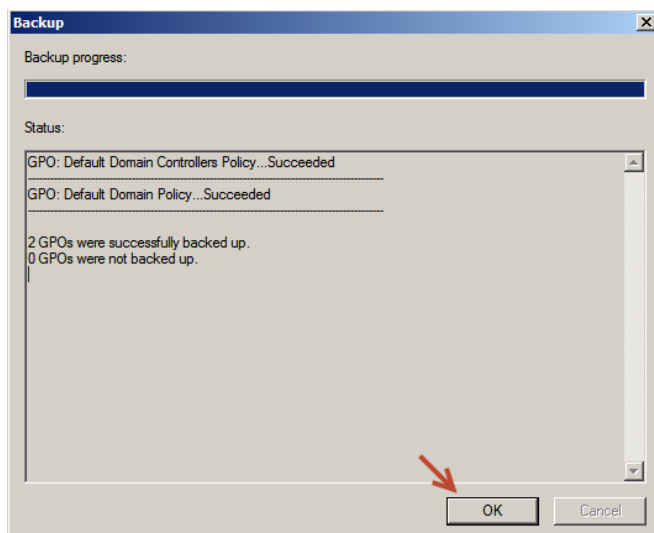 Backup
Backup progress:
Status:
GPO: Default Domain Controllers Policy...Succeeded
GPO: Default Domain Policy...Succeeded
2 GPOs were successfully backed up.
0 GPOs were not backed up.
OK
Cancel